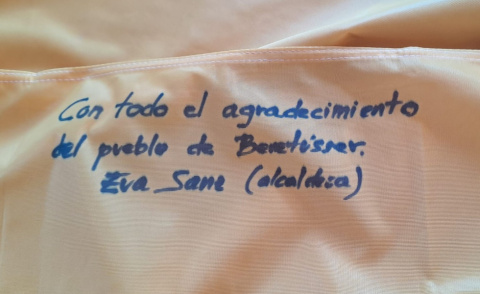 Con todo el agradecimiento
del pueblo de Benetússer.
Eva Sanz (alcaldesa)